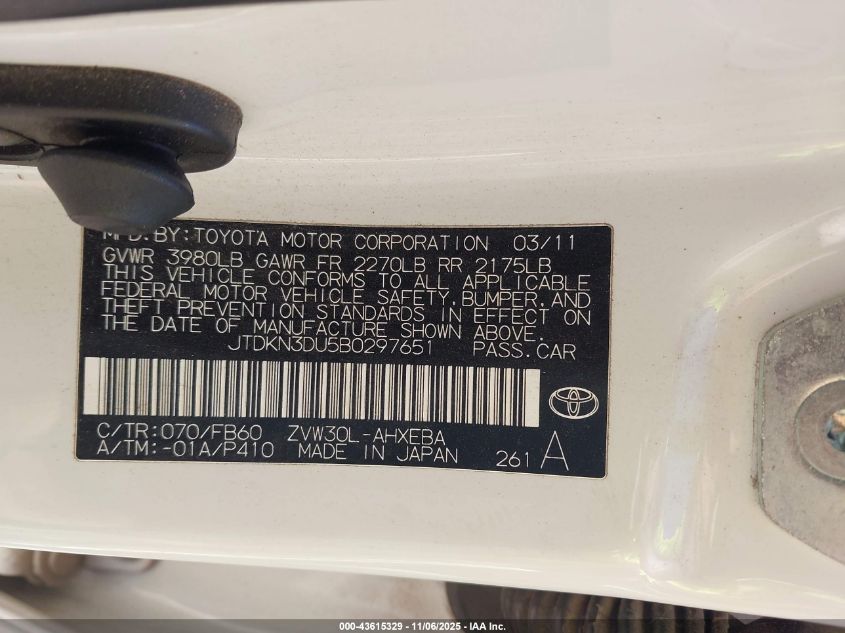 MFD.BY:TOYOTA MOTOR CORPORATION 03/11
GVWR 3980LB GAWR FR 2270LB RR 2175LB
THIS VEHICLE CONFORMS TO ALL APPLICABLE
FEDERAL MOTOR VEHICLE SAFETY,BUMPER,AND
THEFT PREVENTION STANDARDS IN EFFECT ON
THE DATE OF MANUFACTURE SHOWN ABOVE.
JTDKN3DU5B0297651 PASS.CAR
C/TR:070/FB60 ZVW30L-AHXEBA
A/TM:-01A/P410 MADE IN JAPAN 261 A
000-43615329 - 11/06/2025 - IAA Inc.